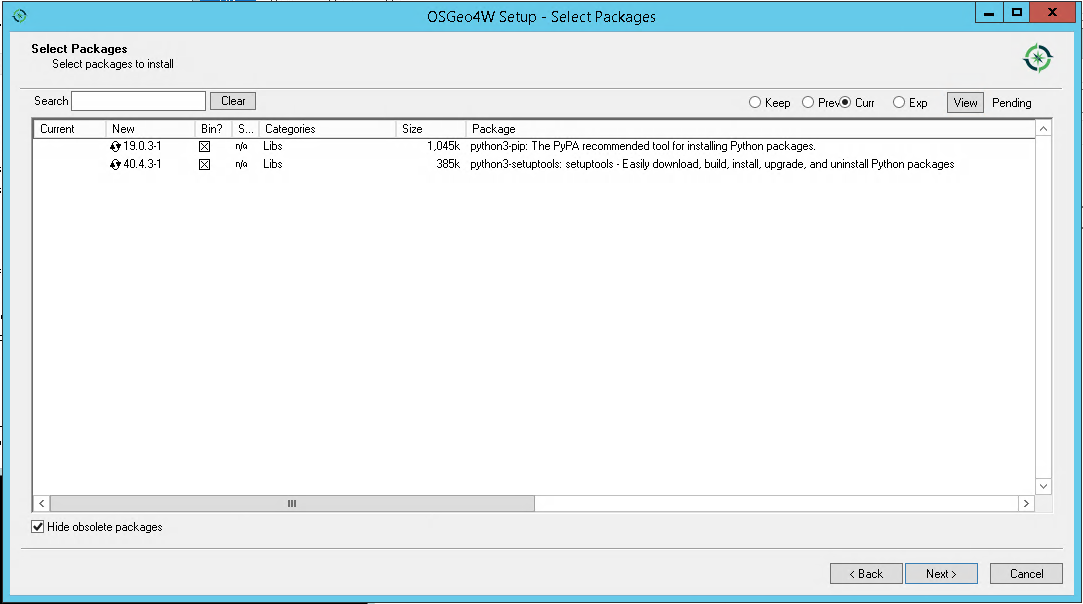 OSGeo4W Setup - Select Packages
Select Packages
Select packages to install
Search Clear Keep Prev Curr Exp View Pending
Current New Bin? S... Categories Size Package
19.0.3-1 n/a Libs 1,045k python3-pip: The PyPA recommended tool for installing Python packages.
40.4.3-1 n/a Libs 385k python3-setuptools: setuptools - Easily download, build, install, upgrade, and uninstall Python packages
Hide obsolete packages
< Back Next > Cancel